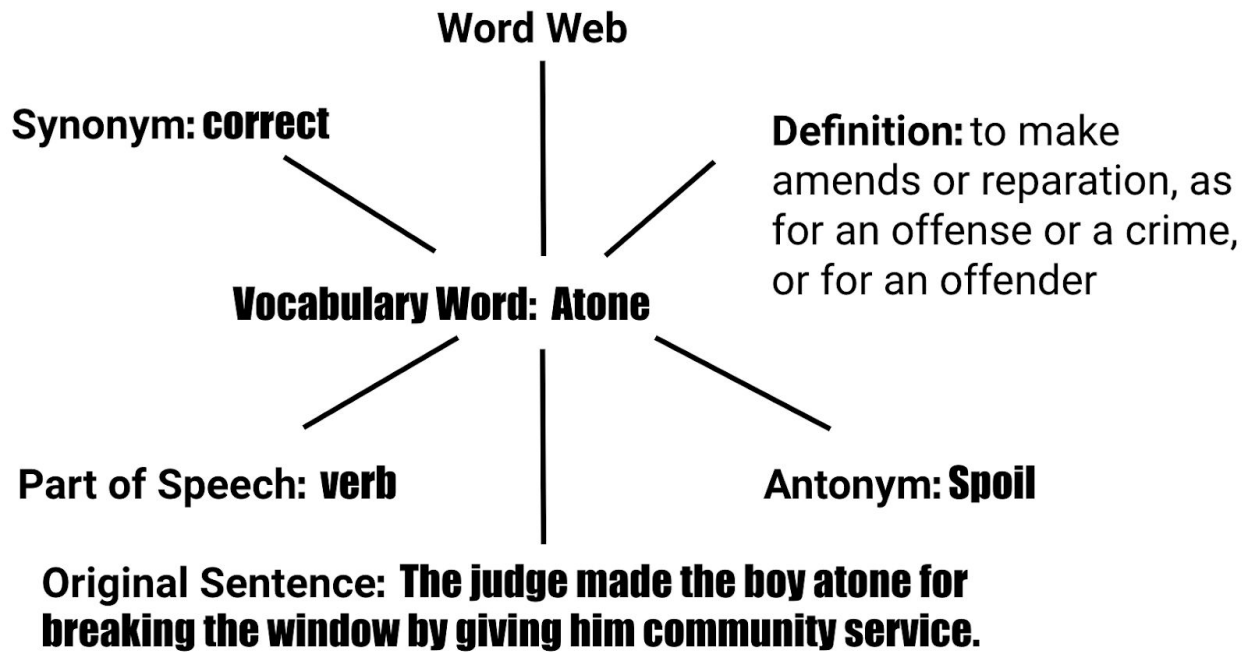 Word Web
Synonym: correct
Definition: to make
amends or reparation, as
for an offense or a crime,
or for an offender
Vocabulary Word: Atone
Part of Speech: verb
Antonym: Spoil
Original Sentence: The judge made the boy atone for
breaking the window by giving him community service.